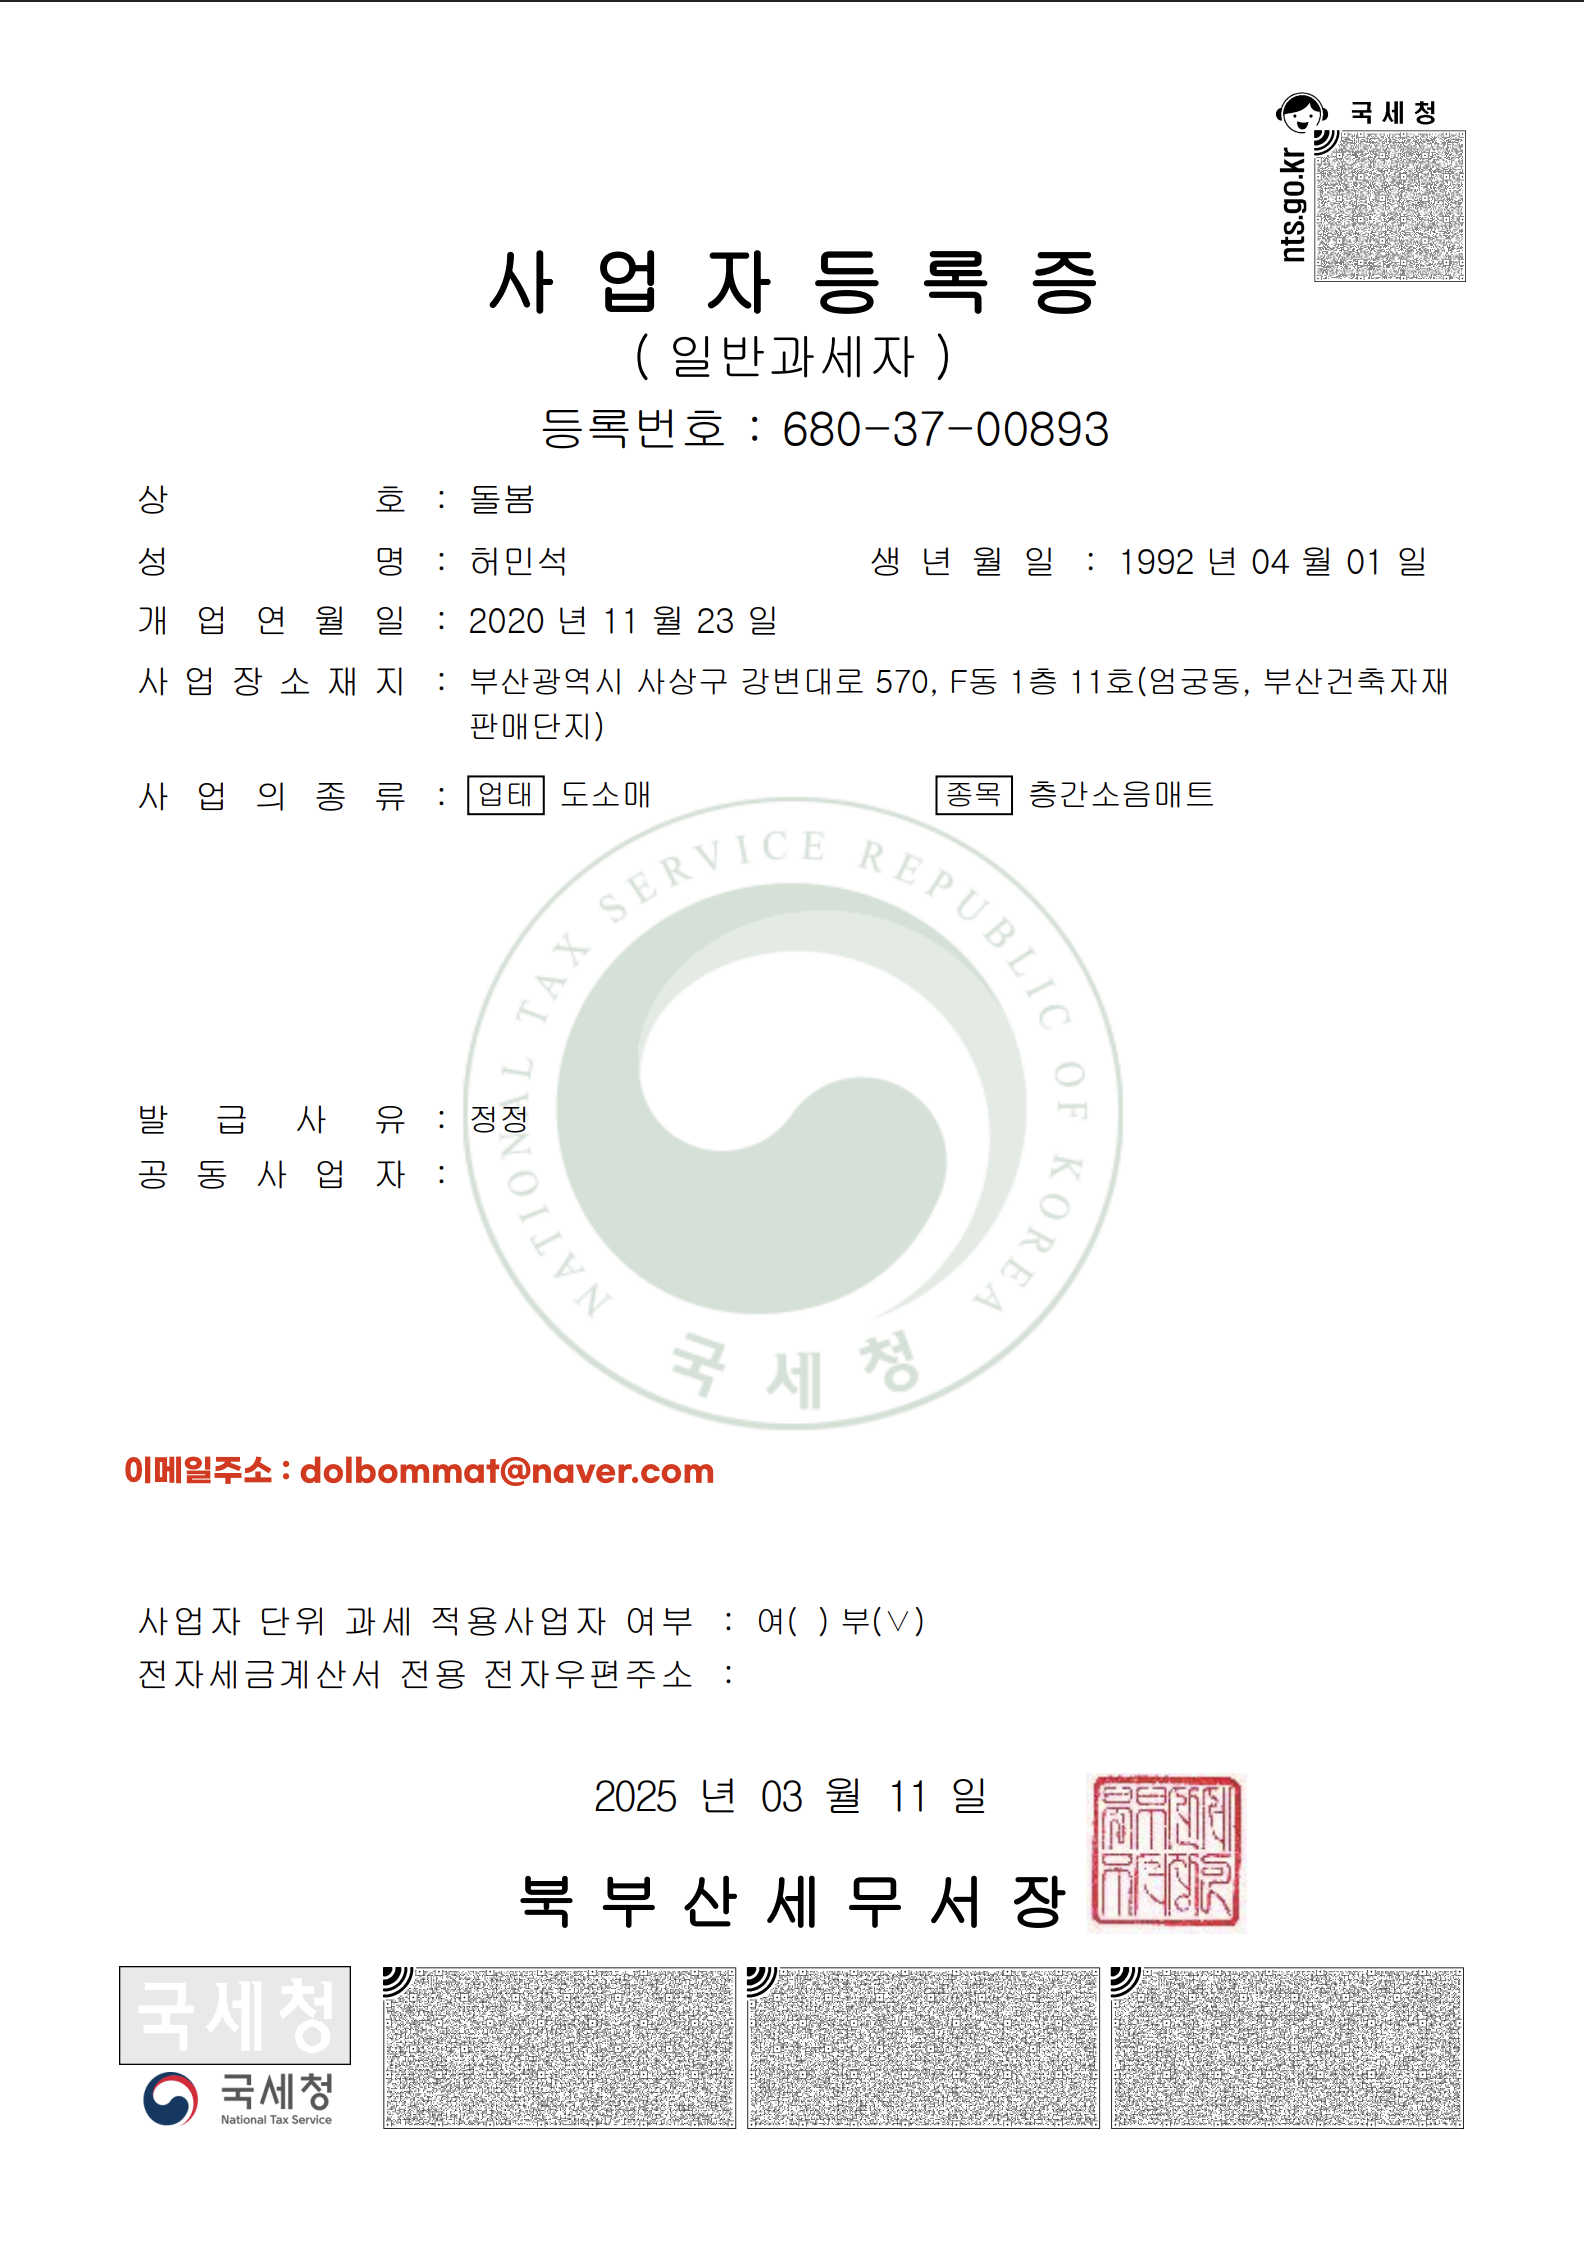 국세청
nts.go.kr
사업자등록증
( 일반과세자 )
등록번호 : 680-37-00893
상 호 : 돌봄
성 명 : 허민석 생 년 월 일 : 1992 년 04 월 01 일
개 업 연 월 일 : 2020 년 11 월 23 일
사 업 장 소 재 지 : 부산광역시 사상구 강변대로 570, F동 1층 11호(엄궁동, 부산건축자재
판매단지)
사 업 의 종 류 : 업태 도소매 종목 층간소음매트
NATIONAL TAX SERVICE REPUBLIC OF KOREA
발 급 사 유 : 정정
공 동 사 업 자 :
국세청
이메일주소 : dolbommat@naver.com
사업자 단위 과세 적용사업자 여부 : 여( ) 부(∨)
전자세금계산서 전용 전자우편주소 :
2025 년 03 월 11 일
북부산세무서장
국세청
국세청
National Tax Service